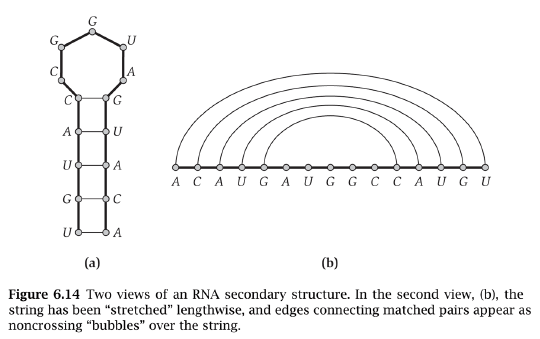 G
G U
C A
C G
A U
U A
G C
U A
A C A U G A U G G C C A U G U
(a) (b)
Figure 6.14 Two views of an RNA secondary structure. In the second view, (b), the
string has been “stretched” lengthwise, and edges connecting matched pairs appear as
noncrossing “bubbles” over the string.